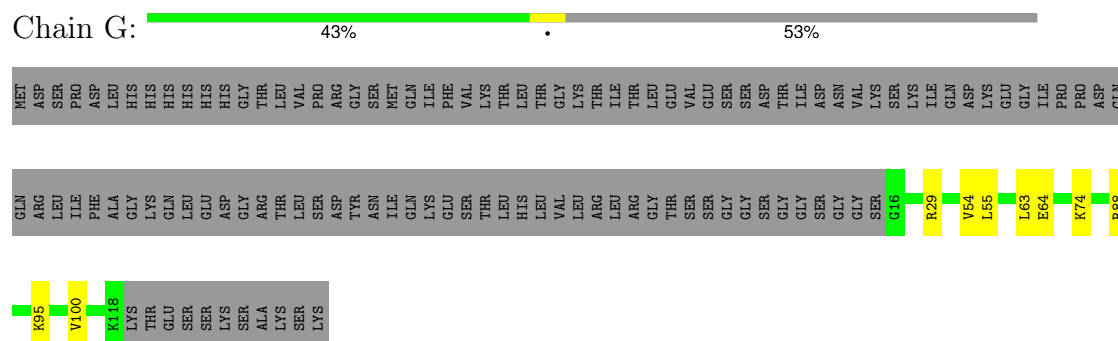 Chain G:
43% • 53%
MET ASP SER PRO ASP LEU HIS HIS HIS HIS HIS HIS GLY THR LEU VAL PRO ARG GLY SER MET GLN ILE PHE VAL LYS THR LEU THR GLY LYS THR ILE THR LEU GLU VAL GLU SER SER ASP THR ILE ASP ASN VAL LYS SER LYS ILE GLN ASP LYS GLU GLY ILE PRO PRO ASP GLN
GLN ARG LEU ILE PHE ALA GLY LYS GLN LEU GLU ASP GLY ARG THR LEU SER ASP TYR ASN ILE GLN LYS GLU SER THR LEU HIS LEU VAL LEU ARG LEU ARG GLY THR SER SER GLY LEU SER GLY GLY SER GLY GLY SER G16 R29 V54 L55 L63 E64 K74 R88
K95 V100 K118 LYS THR GLU SER SER LYS SER ALA LYS SER LYS